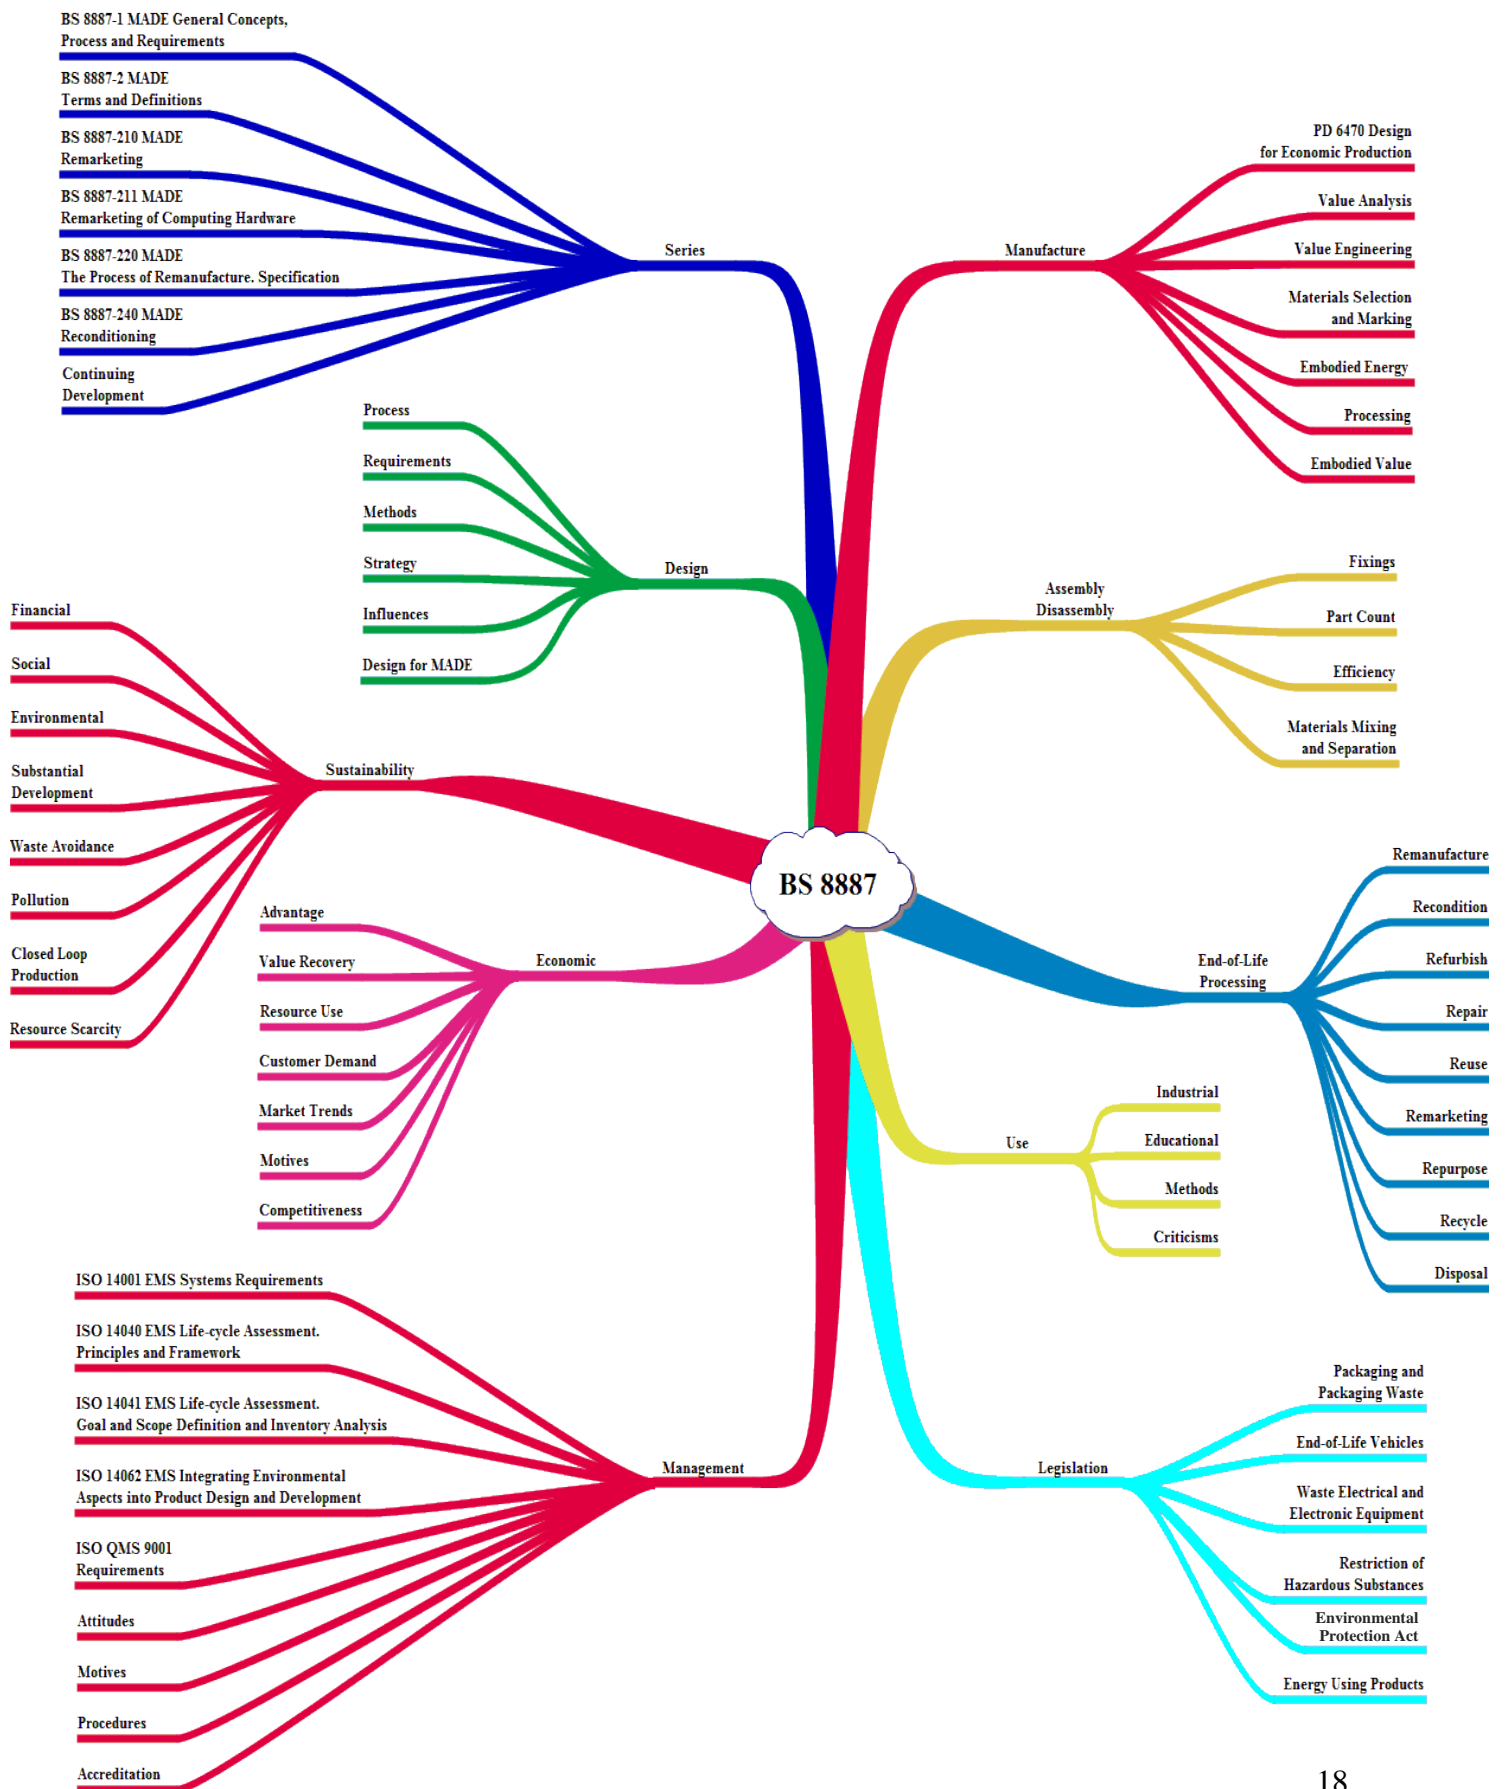 BS 8887-1 MADE General Concepts,
Process and Requirements
BS 8887-2 MADE
Terms and Definitions
BS 8887-210 MADE
Remarketing
BS 8887-211 MADE
Remarketing of Computing Hardware
BS 8887-220 MADE
The Process of Remanufacture. Specification
BS 8887-240 MADE
Reconditioning
Continuing
Development
Series
Process
Requirements
Methods
Strategy
Influences
Design for MADE
Design
Financial
Social
Environmental
Substantial
Development
Waste Avoidance
Pollution
Closed Loop
Production
Resource Scarcity
Sustainability
Advantage
Value Recovery
Resource Use
Customer Demand
Market Trends
Motives
Competitiveness
Economic
ISO 14001 EMS Systems Requirements
ISO 14040 EMS Life-cycle Assessment.
Principles and Framework
ISO 14041 EMS Life-cycle Assessment.
Goal and Scope Definition and Inventory Analysis
ISO 14062 EMS Integrating Environmental
Aspects into Product Design and Development
ISO QMS 9001
Requirements
Attitudes
Motives
Procedures
Accreditation
Management
BS 8887
Manufacture
PD 6470 Design
for Economic Production
Value Analysis
Value Engineering
Materials Selection
and Marking
Embodied Energy
Processing
Embodied Value
Assembly
Disassembly
Fixings
Part Count
Efficiency
Materials Mixing
and Separation
End-of-Life
Processing
Remanufacture
Recondition
Refurbish
Repair
Reuse
Remarketing
Repurpose
Recycle
Disposal
Use
Industrial
Educational
Methods
Criticisms
Legislation
Packaging and
Packaging Waste
End-of-Life Vehicles
Waste Electrical and
Electronic Equipment
Restriction of
Hazardous Substances
Environmental
Protection Act
Energy Using Products
18